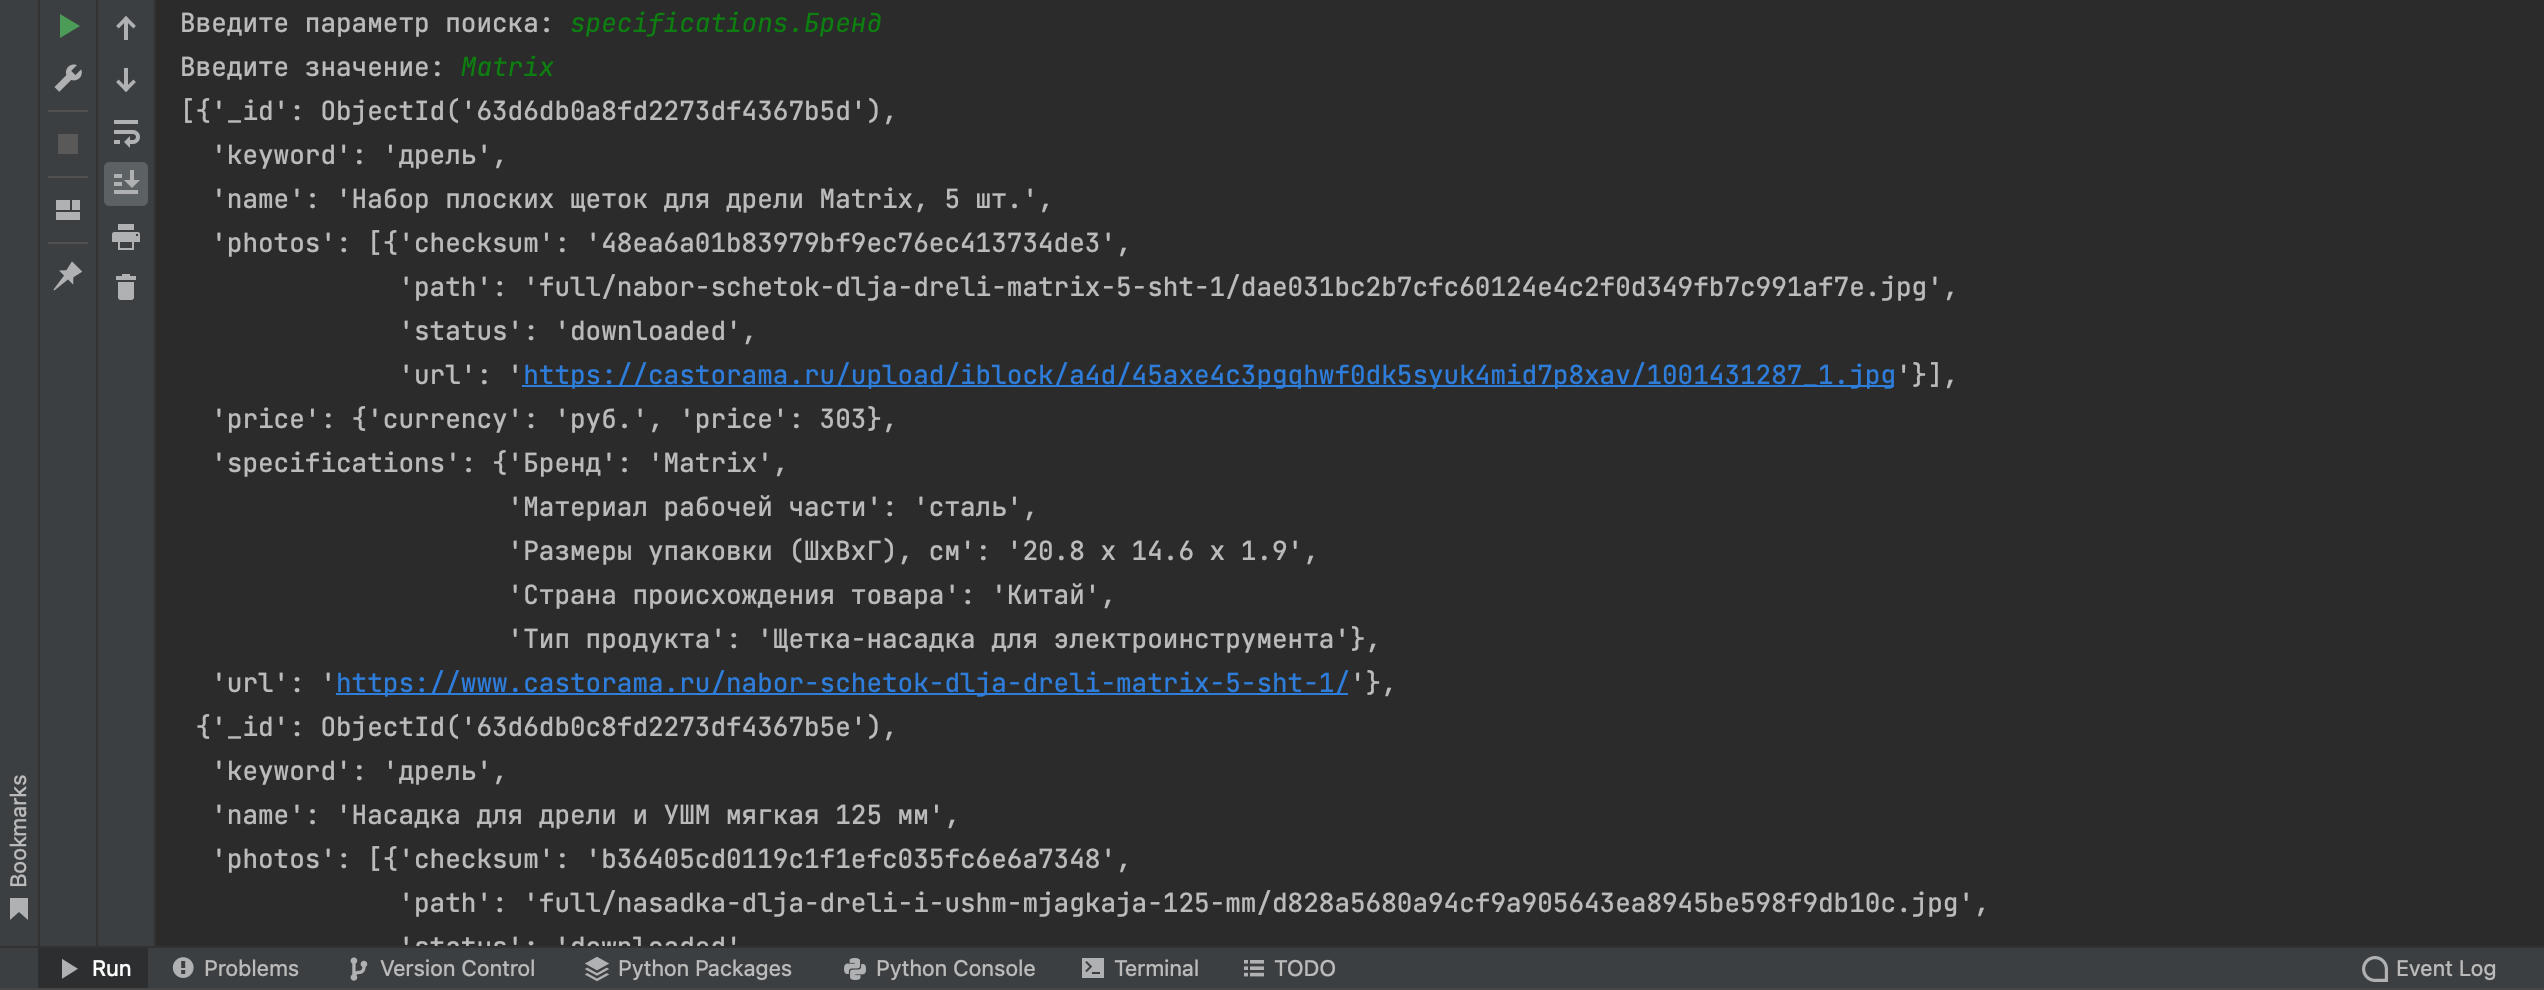 Введите параметр поиска: specifications.Бренд
Введите значение: Matrix
[{'_id': ObjectId('63d6db0a8fd2273df4367b5d'),
'keyword': 'дрель',
'name': 'Набор плоских щеток для дрели Matrix, 5 шт.',
'photos': [{'checksum': '48ea6a01b83979bf9ec76ec413734de3',
'path': 'full/nabor-schetok-dlja-dreli-matrix-5-sht-1/dae031bc2b7cfc60124e4c2f0d349fb7c991af7e.jpg',
'status': 'downloaded',
'url': 'https://castorama.ru/upload/iblock/a4d/45axe4c3pgqhwf0dk5syuk4mid7p8xav/1001431287_1.jpg'}],
'price': {'currency': 'руб.', 'price': 303},
'specifications': {'Бренд': 'Matrix',
'Материал рабочей части': 'сталь',
'Размеры упаковки (ШхВхГ), см': '20.8 x 14.6 x 1.9',
'Страна происхождения товара': 'Китай',
'Тип продукта': 'Щетка-насадка для электроинструмента'},
'url': 'https://www.castorama.ru/nabor-schetok-dlja-dreli-matrix-5-sht-1/'},
{'_id': ObjectId('63d6db0c8fd2273df4367b5e'),
'keyword': 'дрель',
'name': 'Насадка для дрели и УШМ мягкая 125 мм',
'photos': [{'checksum': 'b36405cd0119c1f1efc035fc6e6a7348',
'path': 'full/nasadka-dlja-dreli-i-ushm-mjagkaja-125-mm/d828a5680a94cf9a905643ea8945be598f9db10c.jpg',
'status': 'downloaded'
Bookmarks
Run Problems Version Control Python Packages Python Console Terminal TODO Event Log